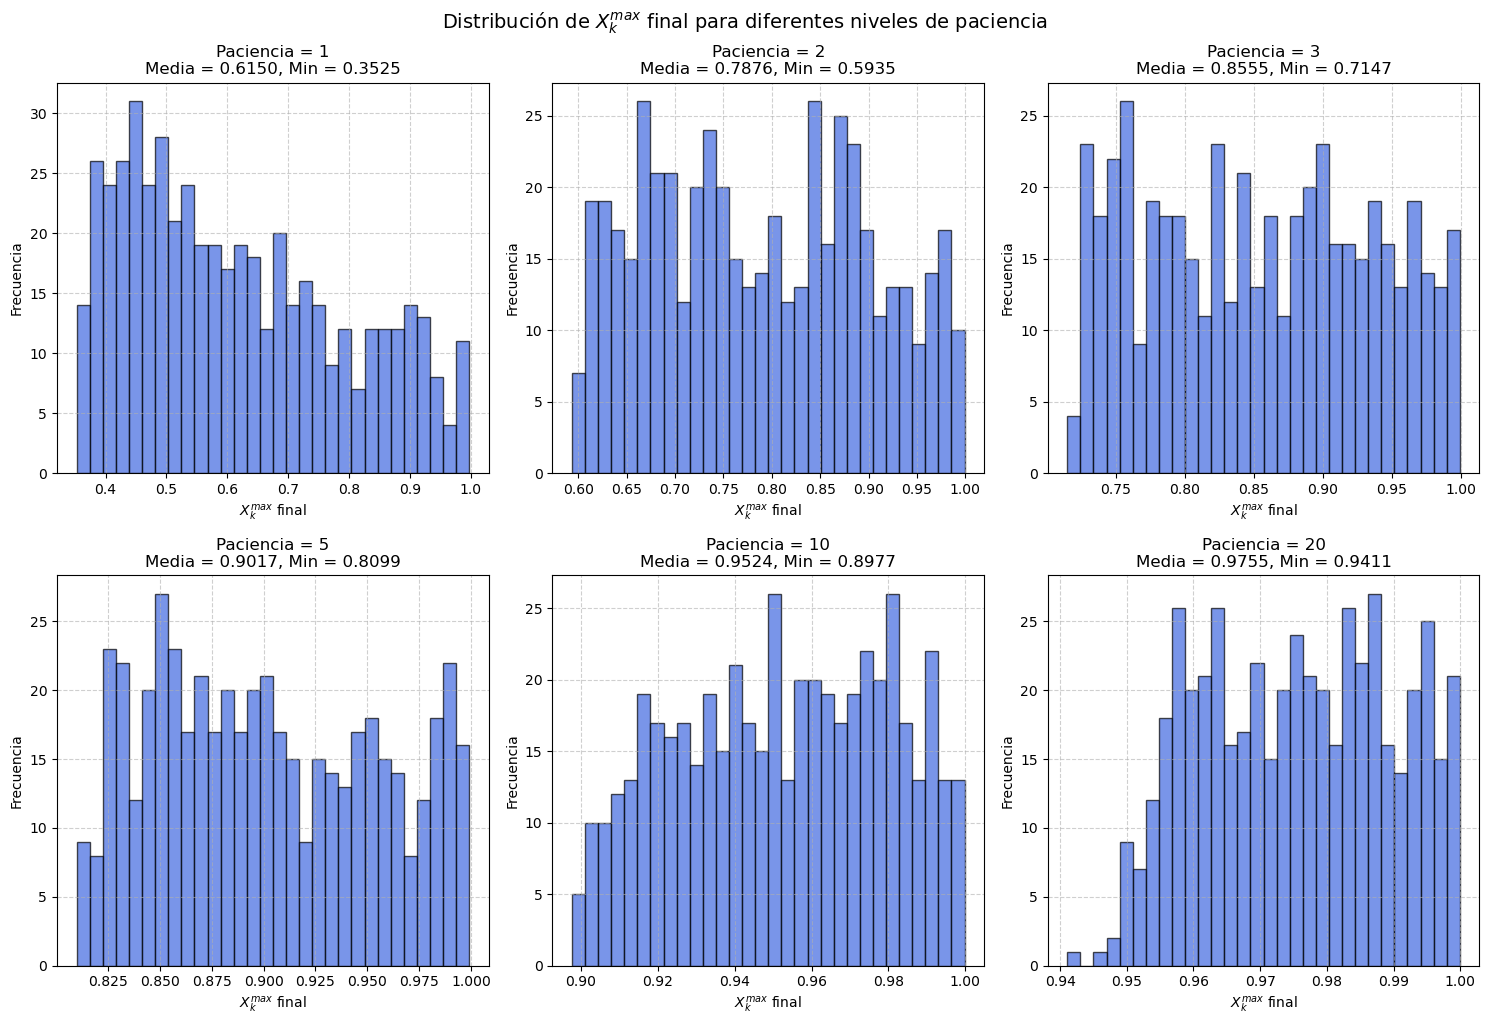 Distribución de $X_k^{max}$ final para diferentes niveles de paciencia
Paciencia = 1
Media = 0.6150, Min = 0.3525
Frecuencia
30
25
20
15
10
5
0
0.4 0.5 0.6 0.7 0.8 0.9 1.0
$X_k^{max}$ final
Paciencia = 2
Media = 0.7876, Min = 0.5935
Frecuencia
25
20
15
10
5
0
0.60 0.65 0.70 0.75 0.80 0.85 0.90 0.95 1.00
$X_k^{max}$ final
Paciencia = 3
Media = 0.8555, Min = 0.7147
Frecuencia
25
20
15
10
5
0
0.75 0.80 0.85 0.90 0.95 1.00
$X_k^{max}$ final
Paciencia = 5
Media = 0.9017, Min = 0.8099
Frecuencia
25
20
15
10
5
0
0.825 0.850 0.875 0.900 0.925 0.950 0.975 1.000
$X_k^{max}$ final
Paciencia = 10
Media = 0.9524, Min = 0.8977
Frecuencia
25
20
15
10
5
0
0.90 0.92 0.94 0.96 0.98 1.00
$X_k^{max}$ final
Paciencia = 20
Media = 0.9755, Min = 0.9411
Frecuencia
25
20
15
10
5
0
0.94 0.95 0.96 0.97 0.98 0.99 1.00
$X_k^{max}$ final